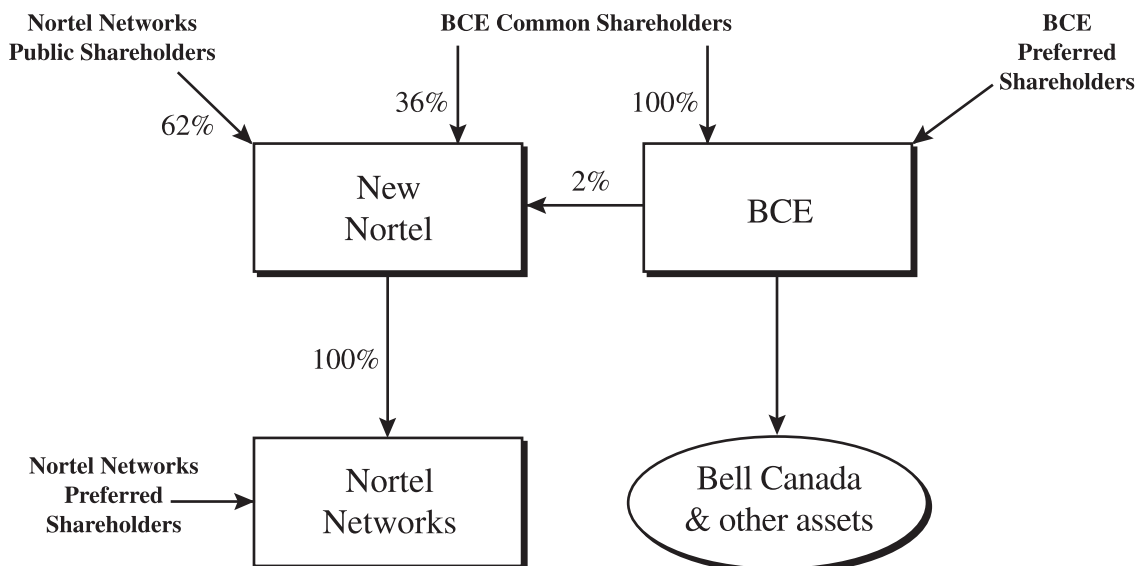 Nortel Networks
Public Shareholders
BCE Common Shareholders
BCE
Preferred
Shareholders
62%
36%
100%
New
Nortel
2%
BCE
100%
Nortel Networks
Preferred
Shareholders
Nortel
Networks
Bell Canada
& other assets